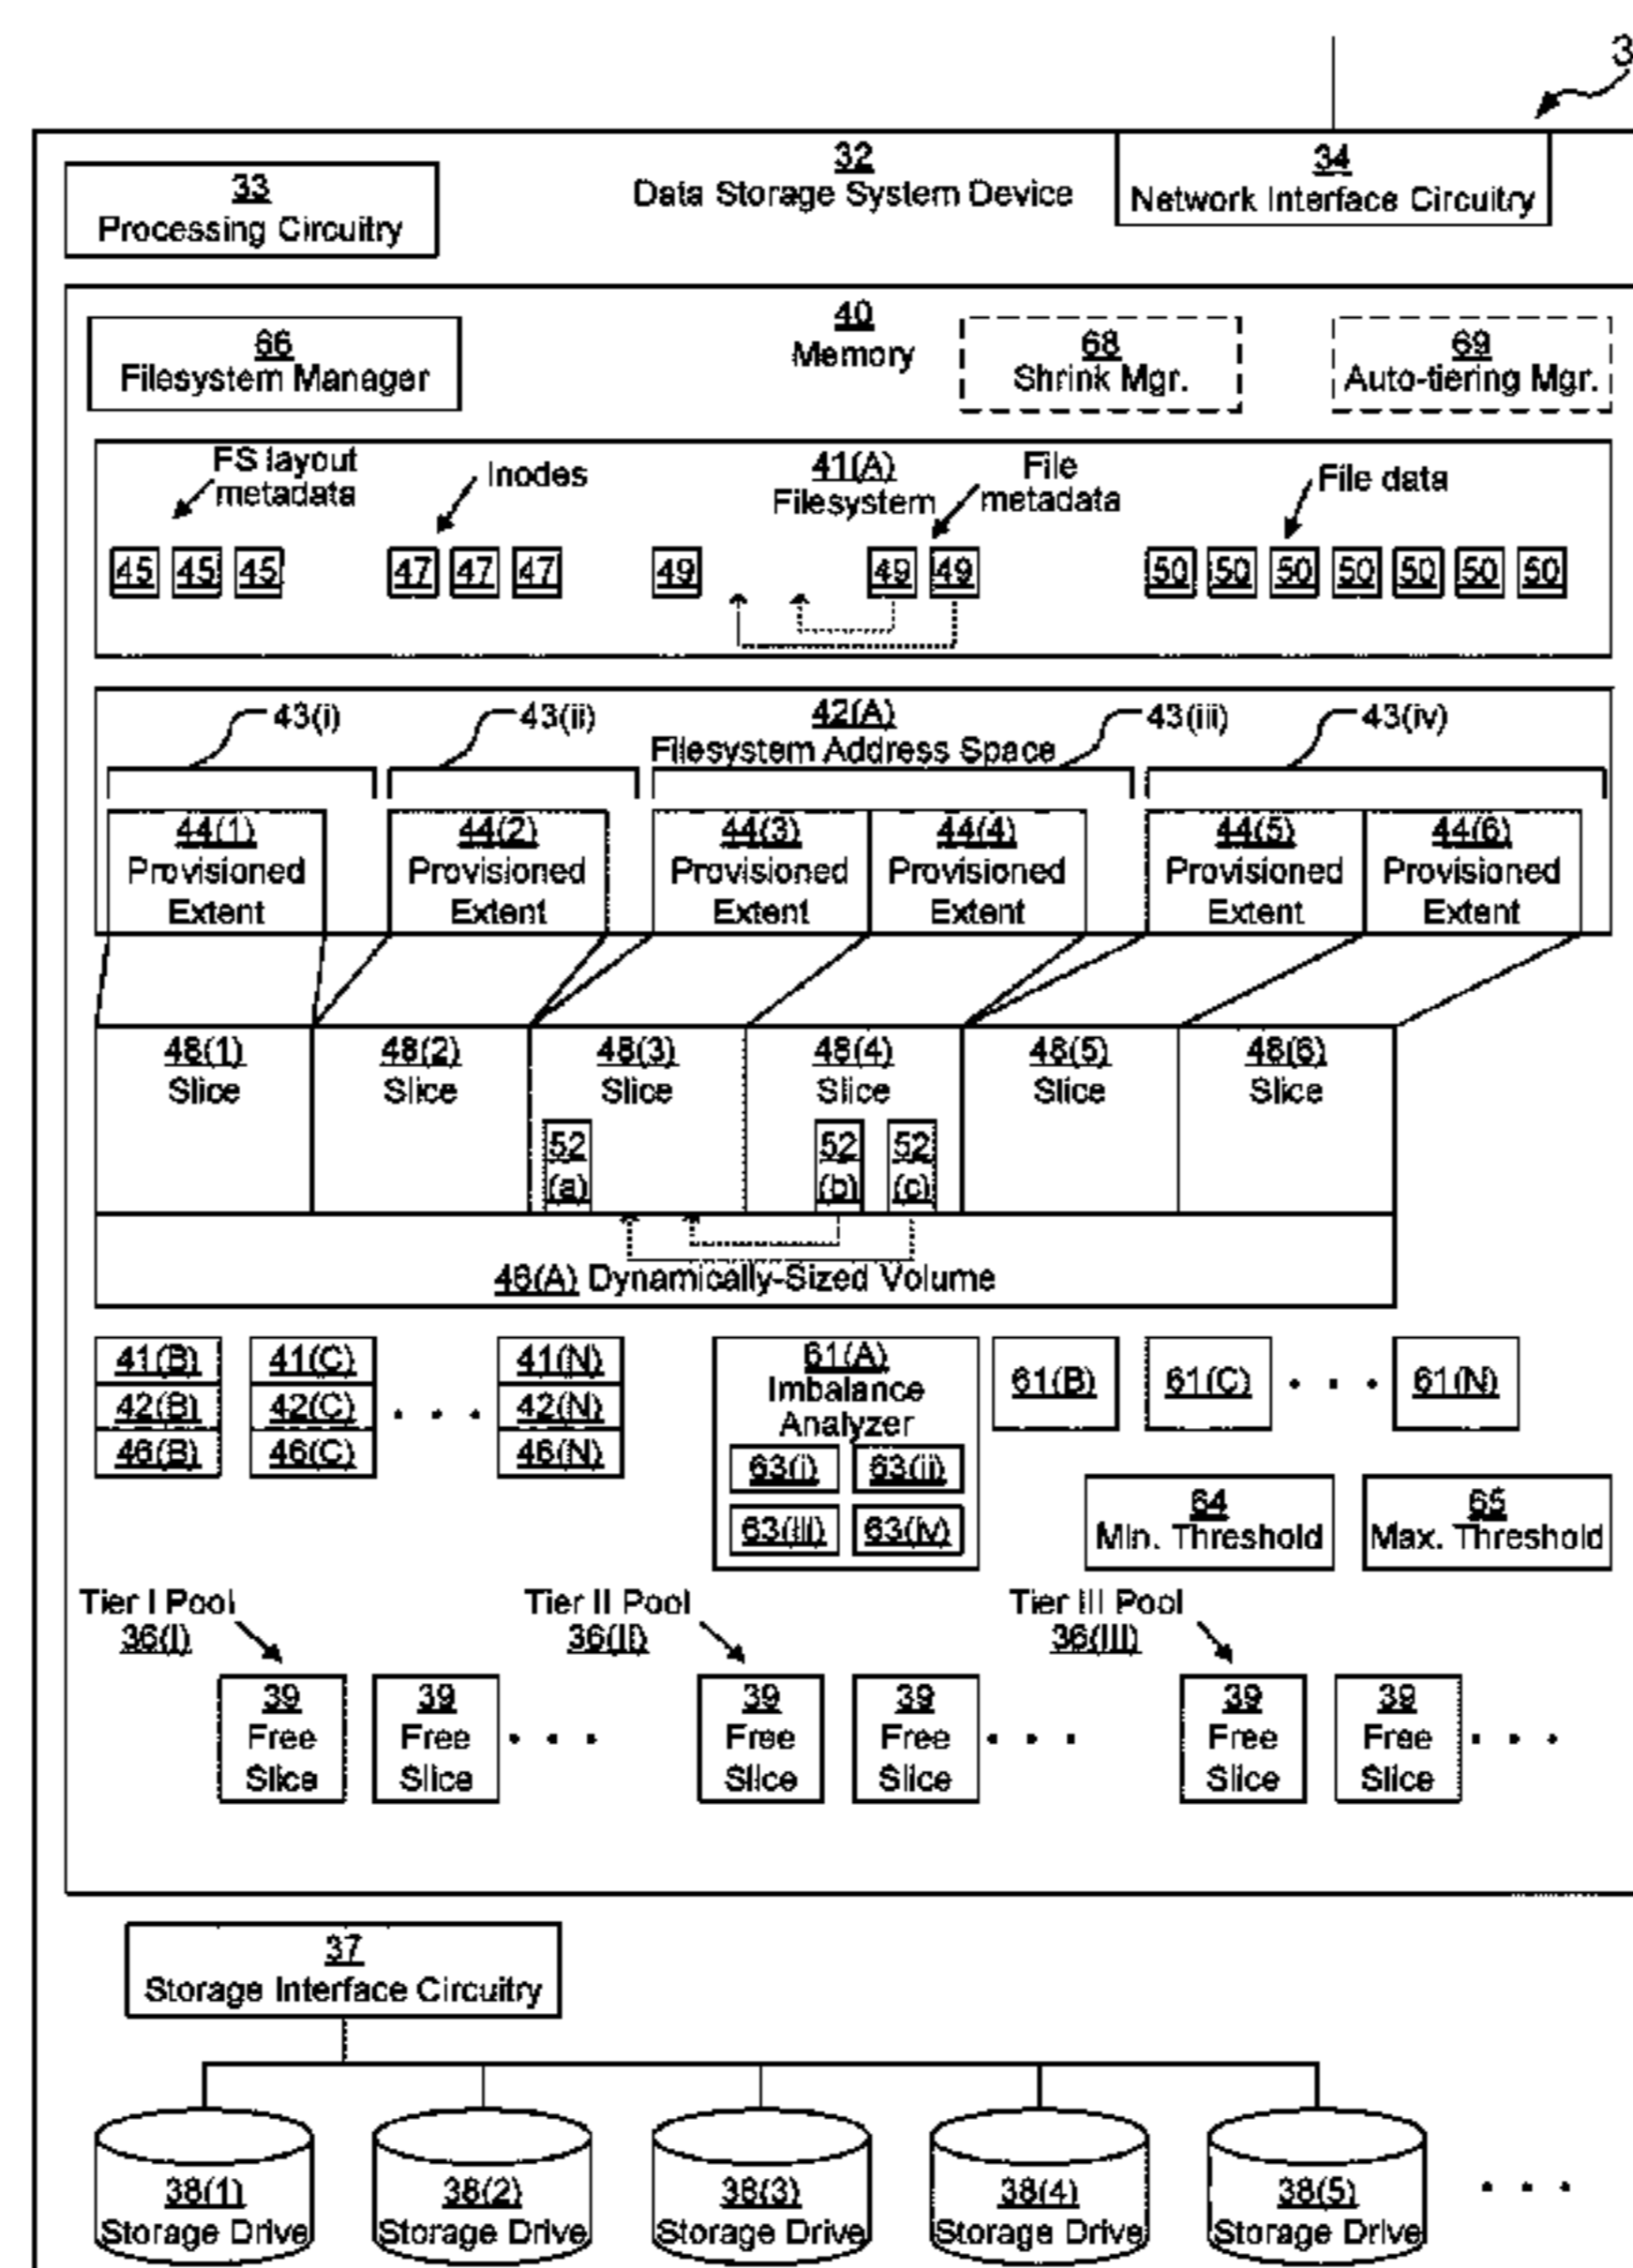 3
32
Data Storage System Device
34
Network Interface Circuitry
33
Processing Circuitry
66
Filesystem Manager
40
Memory
68
Shrink Mgr.
69
Auto-tiering Mgr.
FS layout
metadata
Inodes
41(A)
Filesystem
File
metadata
File data
45 45 45 47 47 47 49 49 49 50 50 50 50 50 50 50
43(i) 43(ii) 42(A) 43(iii) 43(iv)
Filesystem Address Space
44(1) 44(2) 44(3) 44(4) 44(5) 44(6)
Provisioned Provisioned Provisioned Provisioned Provisioned Provisioned
Extent Extent Extent Extent Extent Extent
48(1) 48(2) 48(3) 48(4) 48(5) 48(6)
Slice Slice Slice Slice Slice Slice
52 52 52
(a) (b) (c)
46(A) Dynamically-Sized Volume
41(B) 41(C) 41(N)
42(B) 42(C) . . . 42(N)
46(B) 46(C) 46(N)
61(A)
Imbalance
Analyzer
63(i) 63(ii)
63(iii) 63(iv)
61(B) 61(C) . . . 61(N)
64
Min. Threshold
65
Max. Threshold
Tier I Pool
36(I)
Tier II Pool
36(II)
Tier III Pool
36(III)
39 39 39 39 39 39
Free Free . . . Free Free . . . Free Free . . .
Slice Slice Slice Slice Slice Slice
37
Storage Interface Circuitry
38(1) 38(2) 38(3) 38(4) 38(5) . . .
Storage Drive Storage Drive Storage Drive Storage Drive Storage Drive